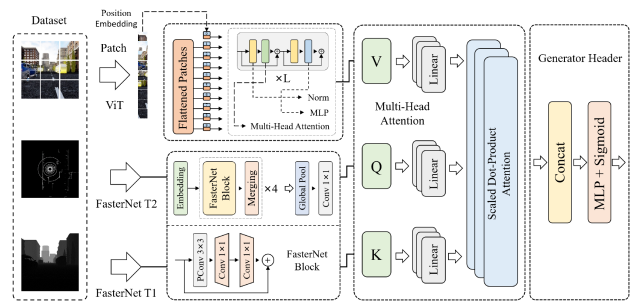 Dataset
Position
Embedding
Patch
ViT
Flattened Patches
×L
Norm
MLP
Multi-Head Attention
V
Linear
Multi-Head
Attention
Q
Linear
K
Linear
Scaled Dot-Product
Attention
Generator Header
Concat
MLP + Sigmoid
FasterNet T2
Embedding
FasterNet
Block
Merging
×4
Global Pool
Conv 1×1
FasterNet T1
PConv 3×3
Conv 1×1
Conv 1×1
FasterNet
Block